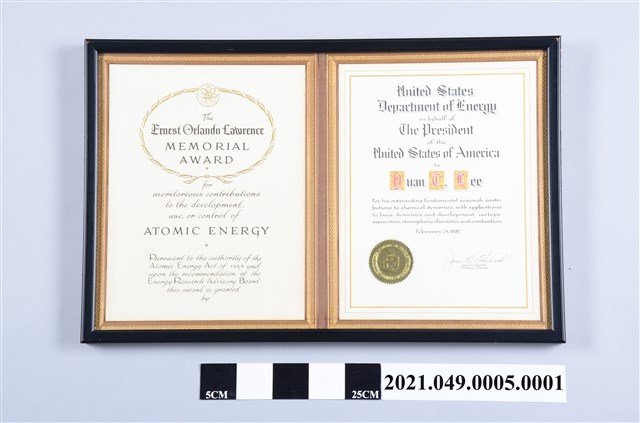 The
Ernest Orlando Lawrence
MEMORIAL
AWARD
for
meritorious contributions
to the development,
use, or control of
ATOMIC ENERGY
Pursuant to the authority of the
Atomic Energy Act of 1954 and
upon the recommendation of the
Energy Research Advisory Board
this award is granted
by
United States
Department of Energy
on behalf of
The President
of the
United States of America
to
Yuan T. Lee
For his outstanding fundamental research contri-
butions to chemical dynamics, with applications
to laser dynamics and development, isotope
separation, atmospheric chemistry, and combustion.
February 24, 1982
5CM
25CM
2021.049.0005.0001